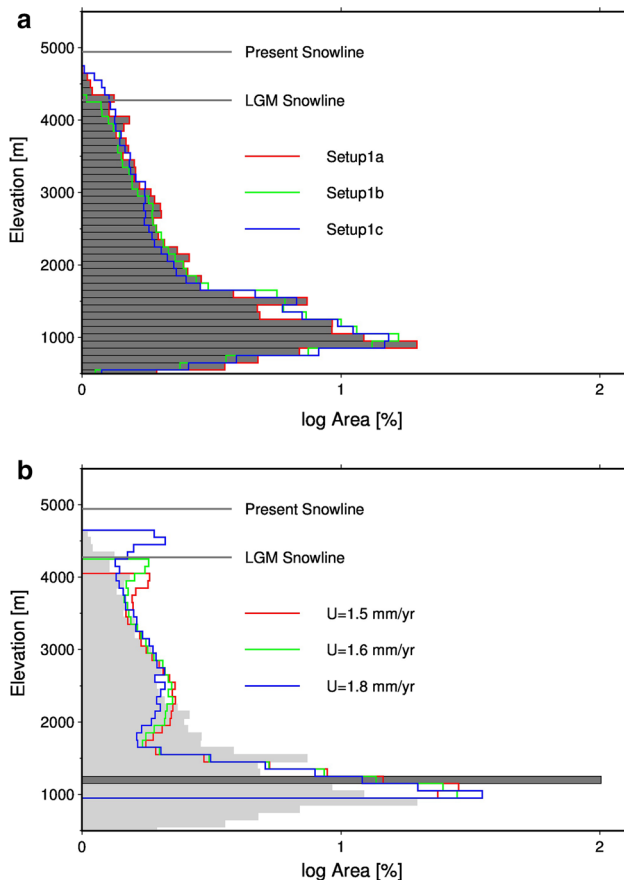 a
5000
Present Snowline
LGM Snowline
4000
Setup1a
3000
Setup1b
Setup1c
2000
1000
Elevation [m]
0
1
2
log Area [%]
b
5000
Present Snowline
LGM Snowline
4000
U=1.5 mm/yr
3000
U=1.6 mm/yr
U=1.8 mm/yr
2000
1000
Elevation [m]
0
1
2
log Area [%]